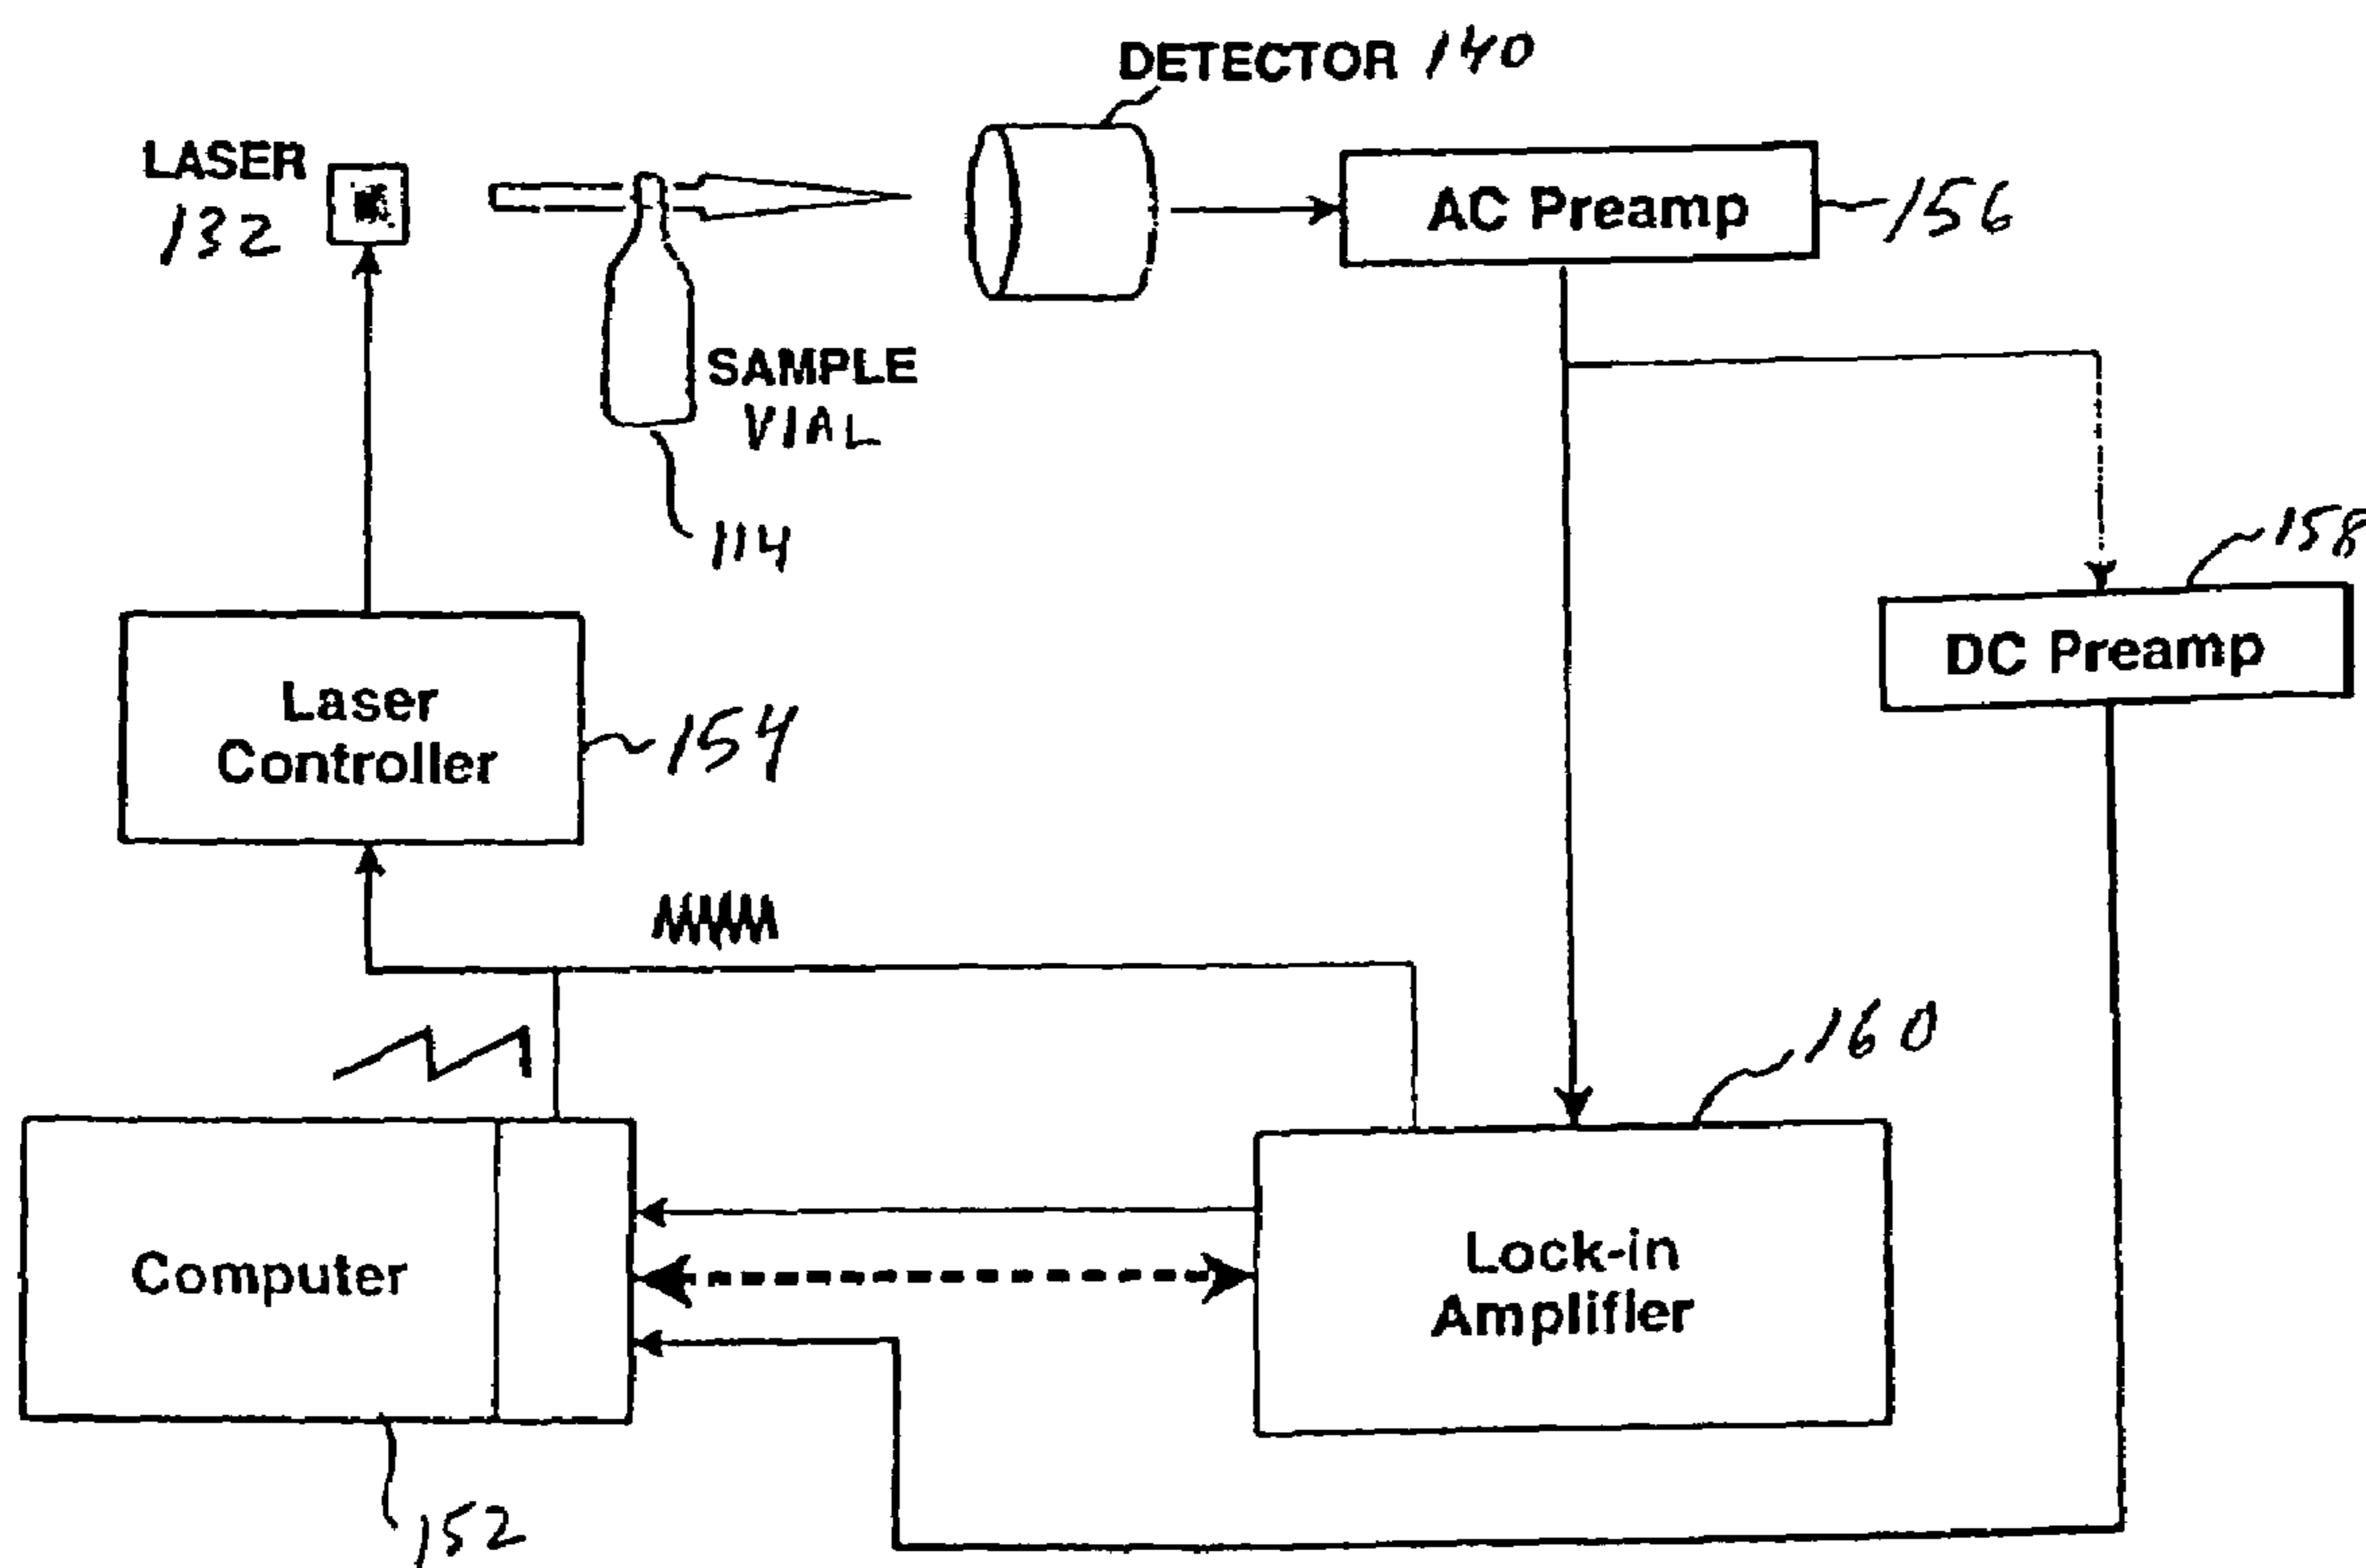 DETECTOR 140
LASER
132
AC Preamp
156
SAMPLE
VIAL
114
158
DC Preamp
Laser
Controller
154
160
Computer
Lock-in
Amplifier
152